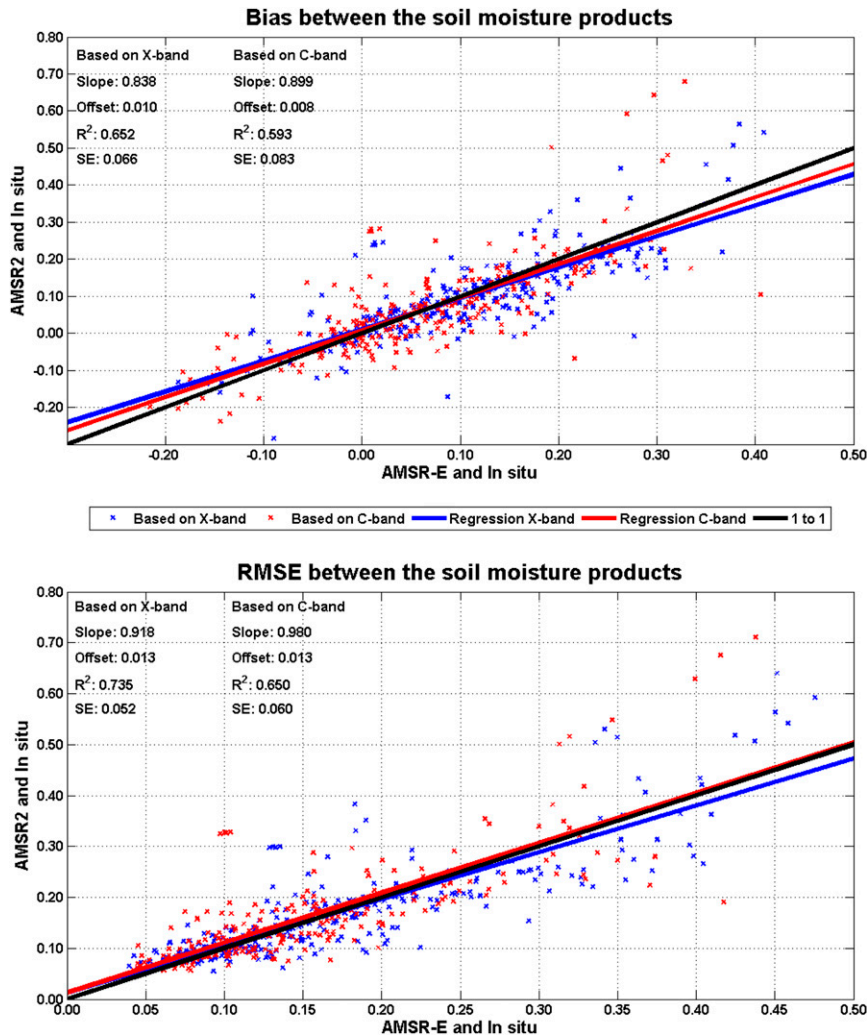 Bias between the soil moisture products
0.80
0.70
0.60
0.50
0.40
0.30
0.20
0.10
0.00
-0.10
-0.20
AMSR2 and In situ
Based on X-band Based on C-band
Slope: 0.838 Slope: 0.899
Offset: 0.010 Offset: 0.008
R²: 0.652 R²: 0.593
SE: 0.066 SE: 0.083
-0.20 -0.10 0.00 0.10 0.20 0.30 0.40 0.50
AMSR-E and In situ
Based on X-band Based on C-band Regression X-band Regression C-band 1 to 1
RMSE between the soil moisture products
0.80
0.70
0.60
0.50
0.40
0.30
0.20
0.10
0.00
AMSR2 and In situ
Based on X-band Based on C-band
Slope: 0.918 Slope: 0.980
Offset: 0.013 Offset: 0.013
R²: 0.735 R²: 0.650
SE: 0.052 SE: 0.060
0.00 0.05 0.10 0.15 0.20 0.25 0.30 0.35 0.40 0.45 0.50
AMSR-E and In situ